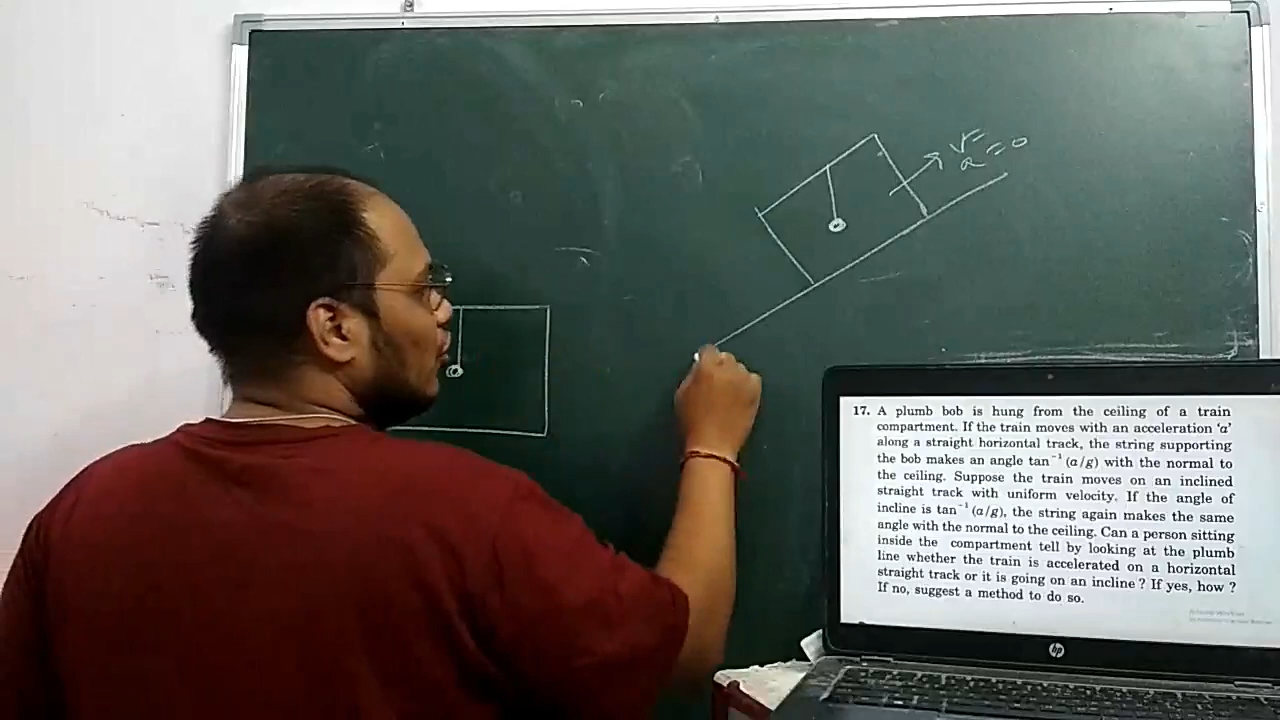 v=
a=0
17. A plumb bob is hung from the ceiling of a train
compartment. If the train moves with an acceleration ‘a’
along a straight horizontal track, the string supporting
the bob makes an angle tan⁻¹ (a/g) with the normal to
the ceiling. Suppose the train moves on an inclined
straight track with uniform velocity. If the angle of
incline is tan⁻¹ (a/g), the string again makes the same
angle with the normal to the ceiling. Can a person sitting
inside the compartment tell by looking at the plumb
line whether the train is accelerated on a horizontal
straight track or it is going on an incline ? If yes, how ?
If no, suggest a method to do so.
hp